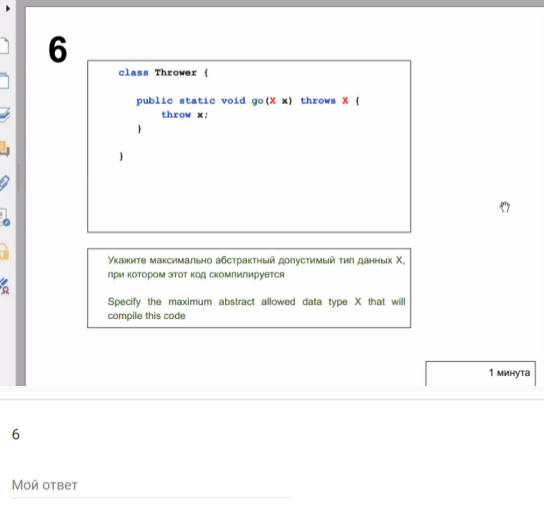 6
class Thrower {
public static void go(X x) throws X {
throw x;
}
}
Укажите максимально абстрактный допустимый тип данных X,
при котором этот код скомпилируется
Specify the maximum abstract allowed data type X that will
compile this code
1 минута
6
Мой ответ